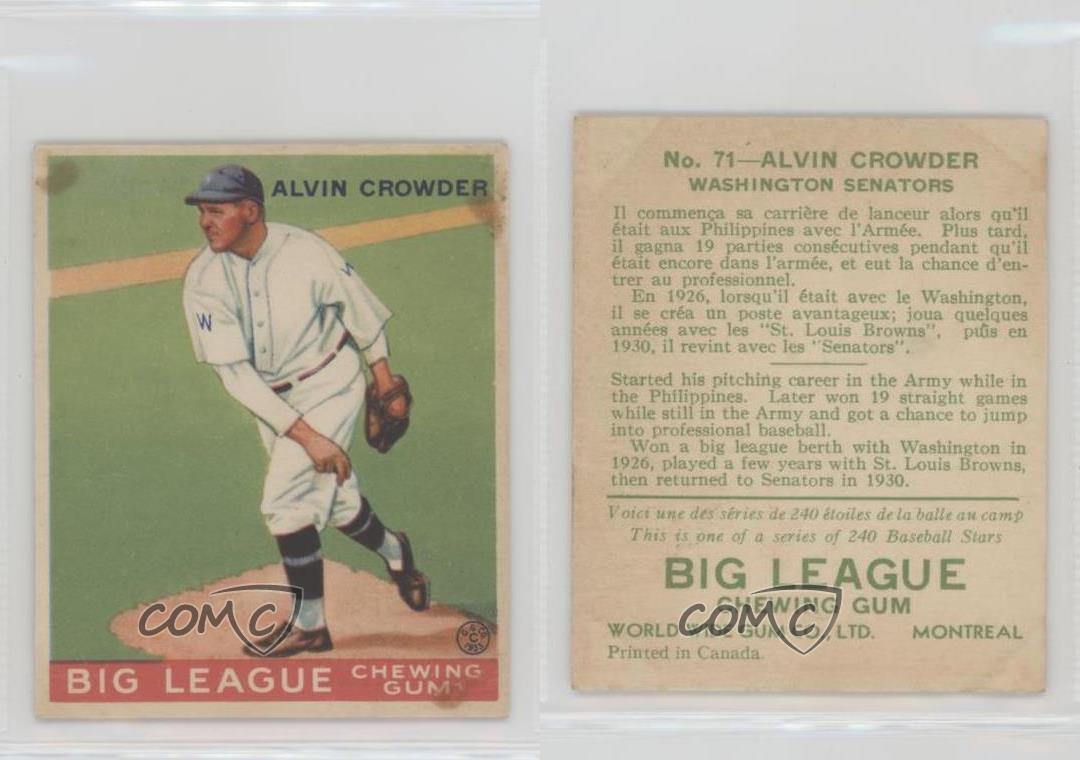 ALVIN CROWDER
W
W
COMC
G.G.CO.
C
1933
BIG LEAGUE
CHEWING
GUM
No. 71—ALVIN CROWDER
WASHINGTON SENATORS
Il commença sa carrière de lanceur alors qu'il
était aux Philippines avec l'Armée. Plus tard,
il gagna 19 parties consécutives pendant qu'il
était encore dans l'armée, et eut la chance d'en-
trer au professionnel.
En 1926, lorsqu'il était avec le Washington,
il se créa un poste avantageux; joua quelques
années avec les "St. Louis Browns", puis en
1930, il revint avec les "Senators".
Started his pitching career in the Army while in
the Philippines. Later won 19 straight games
while still in the Army and got a chance to jump
into professional baseball.
Won a big league berth with Washington in
1926, played a few years with St. Louis Browns,
then returned to Senators in 1930.
Voici une des séries de 240 étoiles de la balle au camp
This is one of a series of 240 Baseball Stars
BIG LEAGUE
CHEWING GUM
COMC
WORLD WIDE GUM CO., LTD. MONTREAL
Printed in Canada.